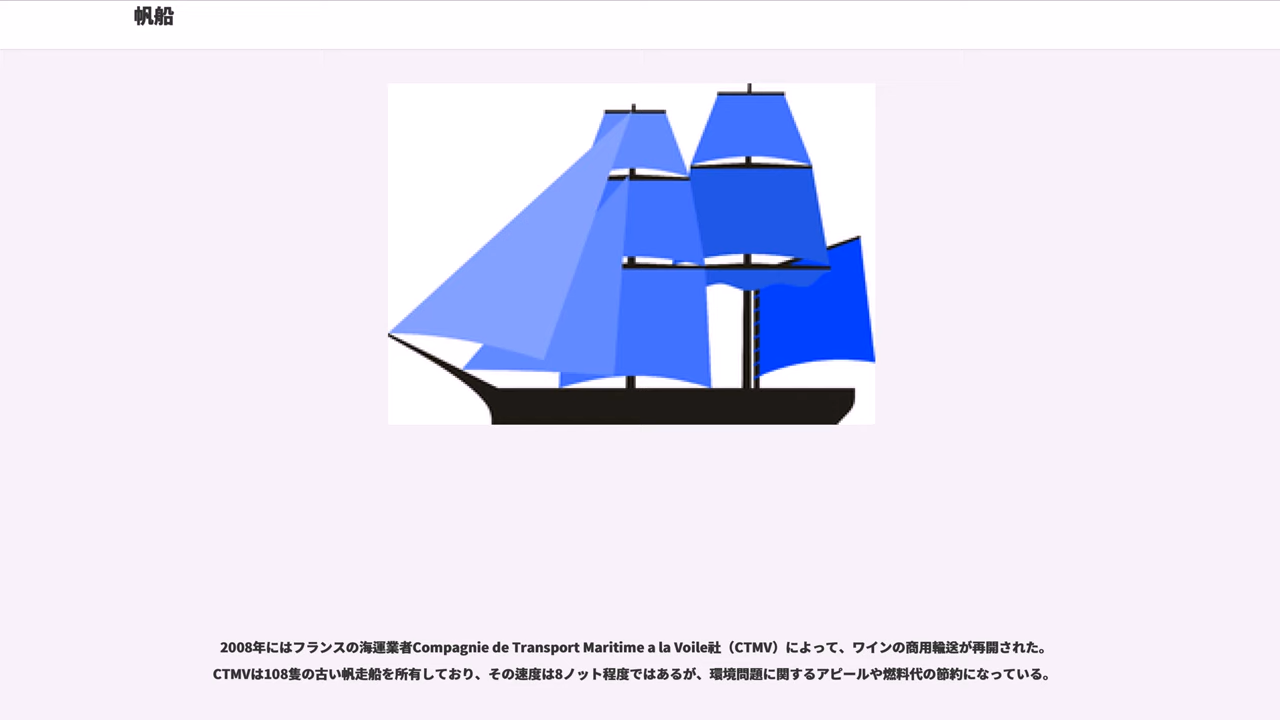 帆船
2008年にはフランスの海運業者Compagnie de Transport Maritime a la Voile社（CTMV）によって、ワインの商用輪送が再開された。
CTMVは108隻の古い帆走船を所有しており、その速度は8ノット程度ではあるが、環境問題に関するアピールや燃料代の節約になっている。